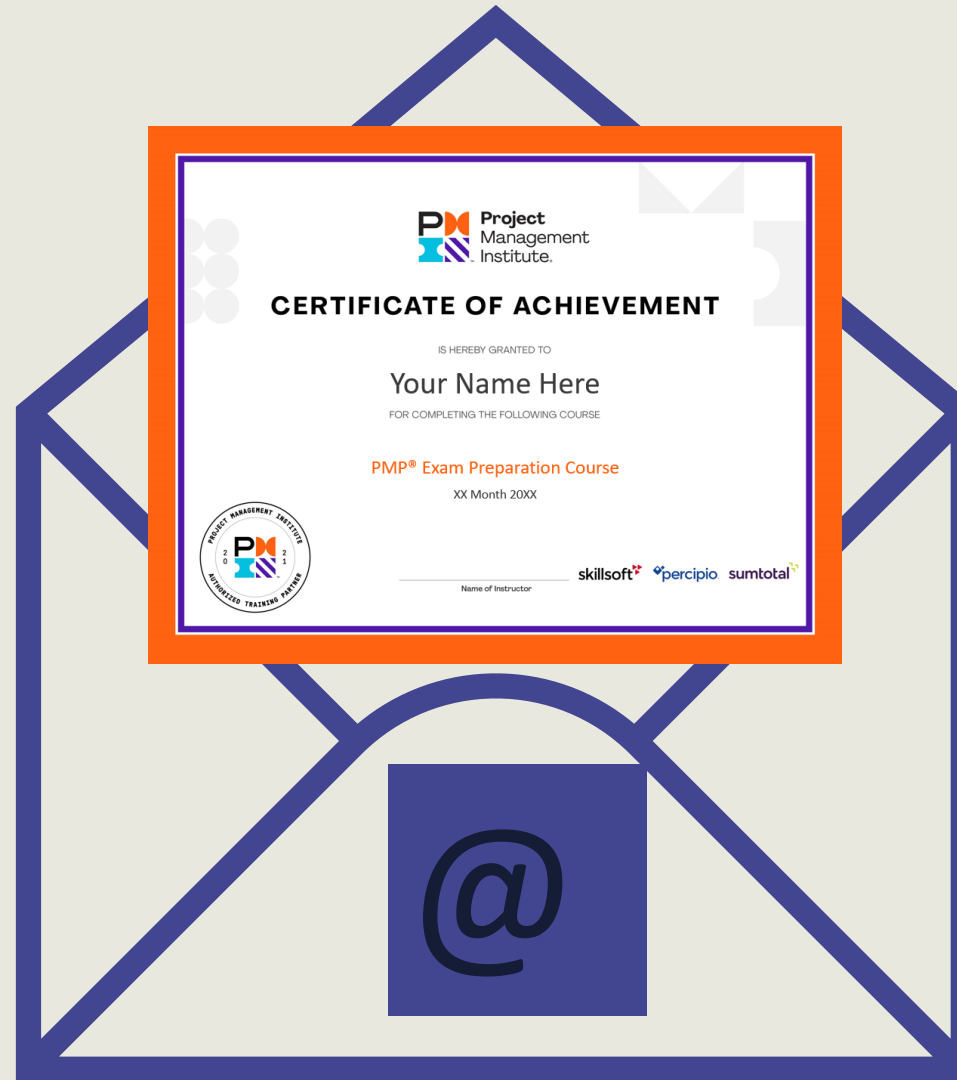 Project
Management
Institute.
CERTIFICATE OF ACHIEVEMENT
IS HEREBY GRANTED TO
Your Name Here
FOR COMPLETING THE FOLLOWING COURSE
PMP® Exam Preparation Course
XX Month 20XX
PROJECT MANAGEMENT INSTITUTE
20 21
AUTHORIZED TRAINING PARTNER
Name of Instructor
skillsoft percipio. sumtotal
@